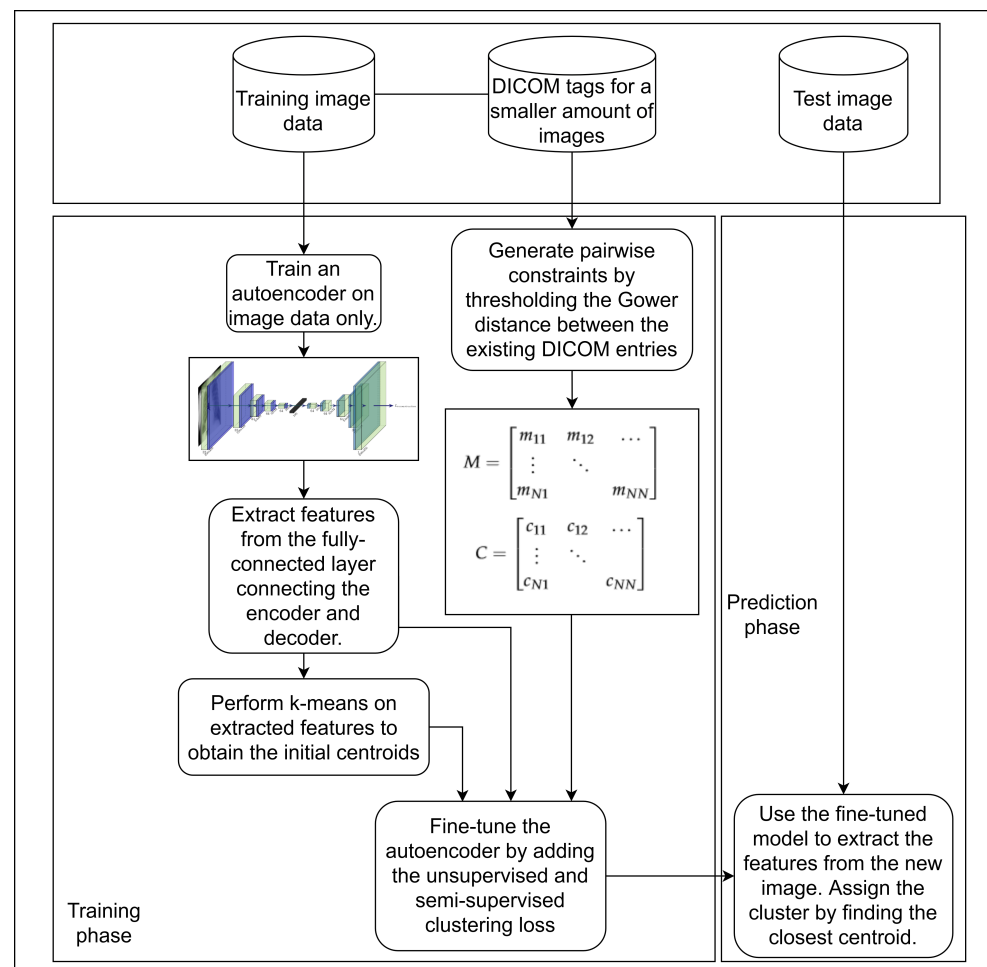 Training image
data
DICOM tags for a
smaller amount of
images
Test image
data
Train an
autoencoder on
image data only.
Generate pairwise
constraints by
thresholding the Gower
distance between the
existing DICOM entries
M = [m11 m12 ⋯
⋮ ⋱
mN1 mNN]
C = [c11 c12 ⋯
⋮ ⋱
cN1 cNN]
Extract features
from the fully-
connected layer
connecting the
encoder and
decoder.
Perform k-means on
extracted features to
obtain the initial centroids
Fine-tune the
autoencoder by adding
the unsupervised and
semi-supervised
clustering loss
Training
phase
Prediction
phase
Use the fine-tuned
model to extract the
features from the new
image. Assign the
cluster by finding the
closest centroid.